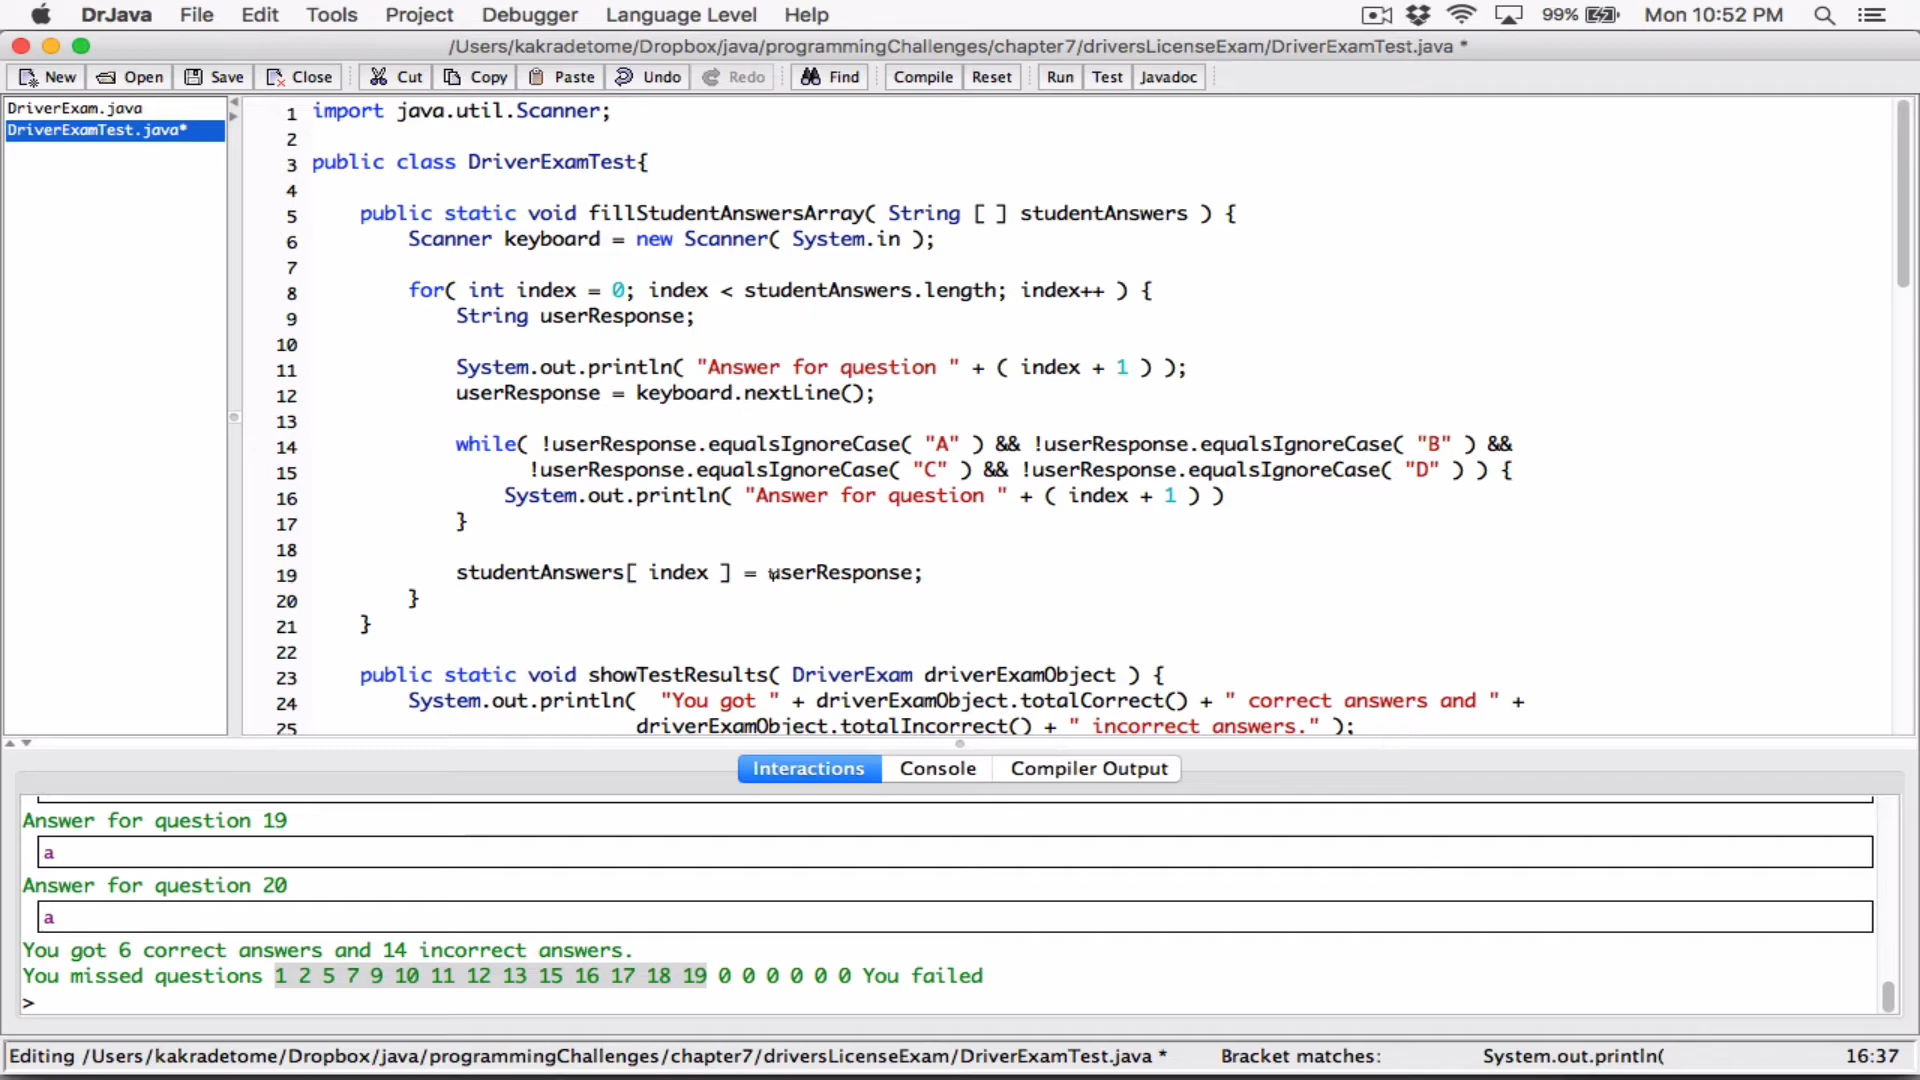 DrJava File Edit Tools Project Debugger Language Level Help 99% Mon 10:52 PM
/Users/kakradetome/Dropbox/java/programmingChallenges/chapter7/driversLicenseExam/DriverExamTest.java *
New Open Save Close Cut Copy Paste Undo Redo Find Compile Reset Run Test Javadoc
DriverExam.java
DriverExamTest.java*
1 import java.util.Scanner;
2
3 public class DriverExamTest{
4
5 public static void fillStudentAnswersArray( String [ ] studentAnswers ) {
6 Scanner keyboard = new Scanner( System.in );
7
8 for( int index = 0; index < studentAnswers.length; index++ ) {
9 String userResponse;
10
11 System.out.println( "Answer for question " + ( index + 1 ) );
12 userResponse = keyboard.nextLine();
13
14 while( !userResponse.equalsIgnoreCase( "A" ) && !userResponse.equalsIgnoreCase( "B" ) &&
15 !userResponse.equalsIgnoreCase( "C" ) && !userResponse.equalsIgnoreCase( "D" ) ) {
16 System.out.println( "Answer for question " + ( index + 1 ) )
17 }
18
19 studentAnswers[ index ] = userResponse;
20 }
21 }
22
23 public static void showTestResults( DriverExam driverExamObject ) {
24 System.out.println( "You got " + driverExamObject.totalCorrect() + " correct answers and " +
25 driverExamObject.totalIncorrect() + " incorrect answers." );
Interactions Console Compiler Output
Answer for question 19
a
Answer for question 20
a
You got 6 correct answers and 14 incorrect answers.
You missed questions 1 2 5 7 9 10 11 12 13 15 16 17 18 19 0 0 0 0 0 0 You failed
>
Editing /Users/kakradetome/Dropbox/java/programmingChallenges/chapter7/driversLicenseExam/DriverExamTest.java * Bracket matches: System.out.println( 16:37